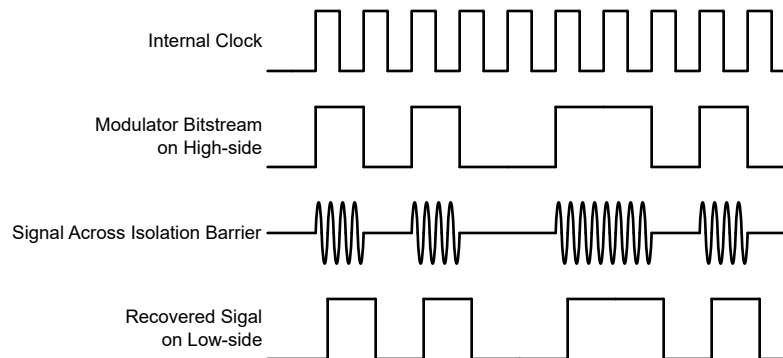 Internal Clock
Modulator Bitstream
on High-side
Signal Across Isolation Barrier
Recovered Sigal
on Low-side